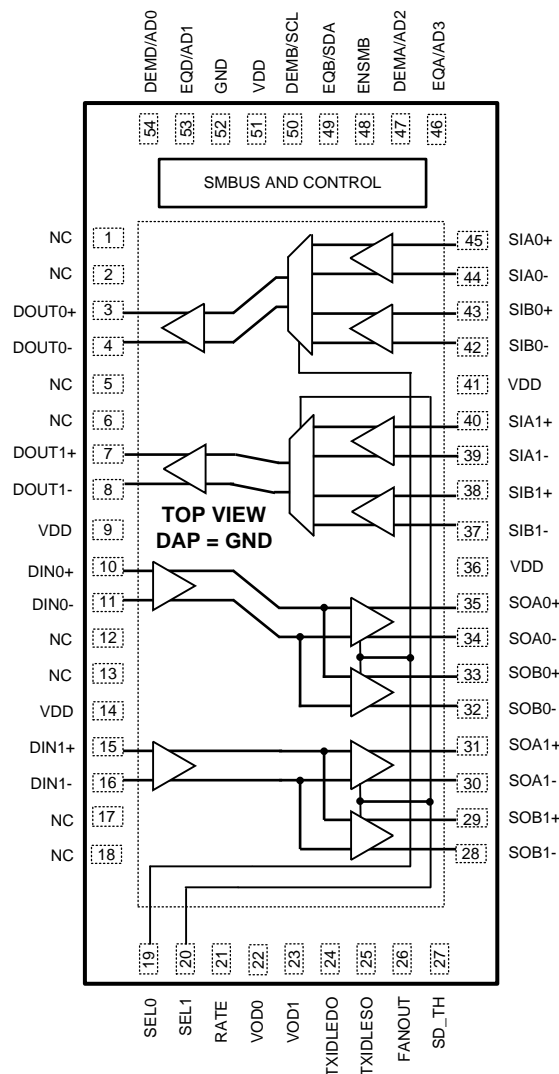 DEMD/AD0
EQD/AD1
GND
VDD
DEMB/SCL
EQB/SDA
ENSMB
DEMA/AD2
EQA/AD3
54
53
52
51
50
49
48
47
46
SMBUS AND CONTROL
NC 1
NC 2
DOUT0+ 3
DOUT0- 4
NC 5
NC 6
DOUT1+ 7
DOUT1- 8
VDD 9
DIN0+ 10
DIN0- 11
NC 12
NC 13
VDD 14
DIN1+ 15
DIN1- 16
NC 17
NC 18
TOP VIEW
DAP = GND
45 SIA0+
44 SIA0-
43 SIB0+
42 SIB0-
41 VDD
40 SIA1+
39 SIA1-
38 SIB1+
37 SIB1-
36 VDD
35 SOA0+
34 SOA0-
33 SOB0+
32 SOB0-
31 SOA1+
30 SOA1-
29 SOB1+
28 SOB1-
19
20
21
22
23
24
25
26
27
SEL0
SEL1
RATE
VOD0
VOD1
TXIDLEDO
TXIDLESO
FANOUT
SD_TH